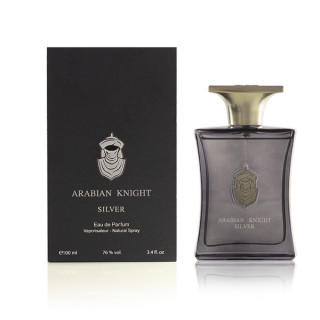 ARABIAN KNIGHT
SILVER
Eau de Parfum
Vaporisateur - Natural Spray
e100 ml 76 % vol. 3.4 fl. oz
ARABIAN KNIGHT
SILVER